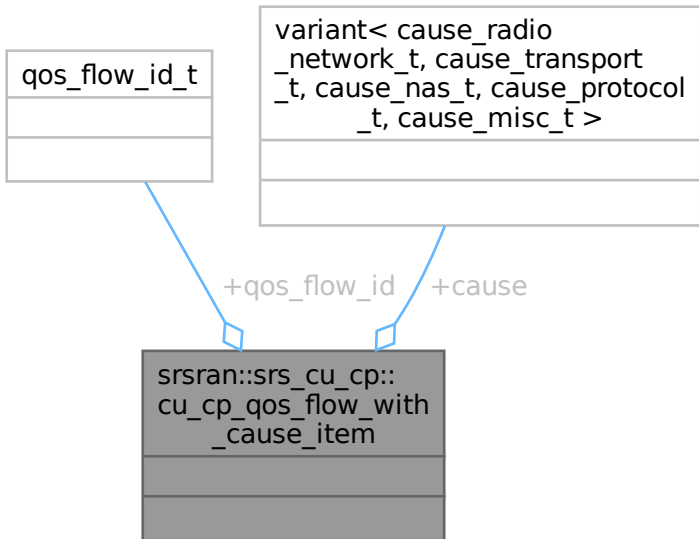 qos_flow_id_t
variant< cause_radio
_network_t, cause_transport
_t, cause_nas_t, cause_protocol
_t, cause_misc_t >
+qos_flow_id
+cause
srsran::srs_cu_cp::
cu_cp_qos_flow_with
_cause_item